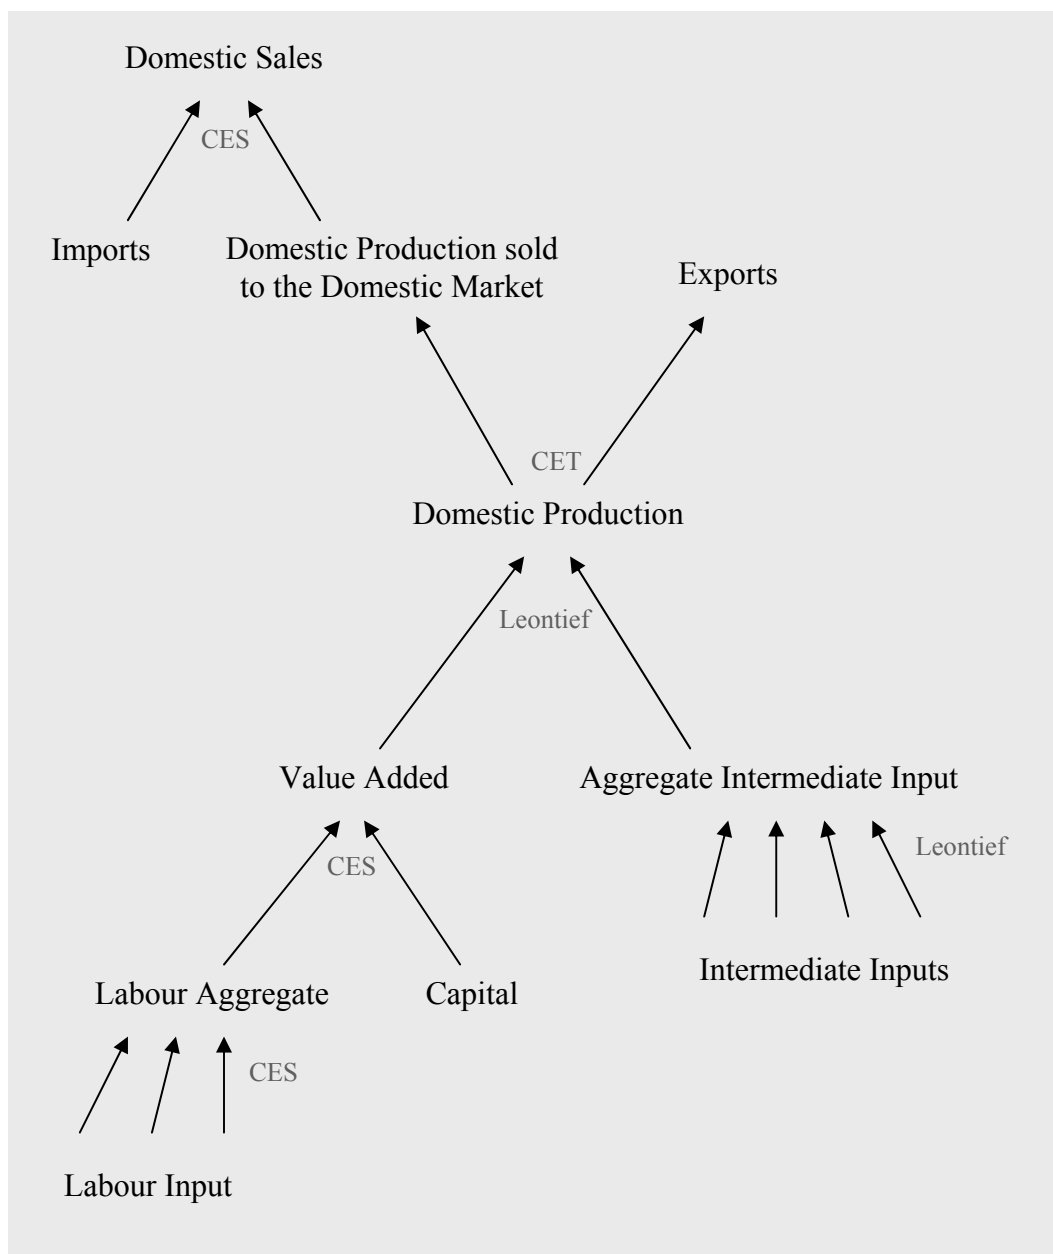 Domestic Sales
CES
Imports
Domestic Production sold
to the Domestic Market
Exports
CET
Domestic Production
Leontief
Value Added
Aggregate Intermediate Input
CES
Leontief
Labour Aggregate
Capital
Intermediate Inputs
CES
Labour Input